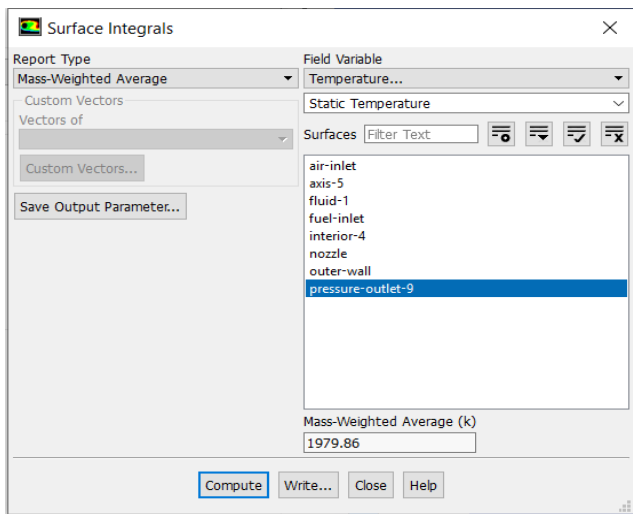 Surface Integrals
Report Type
Mass-Weighted Average
Custom Vectors
Vectors of
Custom Vectors...
Save Output Parameter...
Field Variable
Temperature...
Static Temperature
Surfaces Filter Text
air-inlet
axis-5
fluid-1
fuel-inlet
interior-4
nozzle
outer-wall
pressure-outlet-9
Mass-Weighted Average (k)
1979.86
Compute Write... Close Help